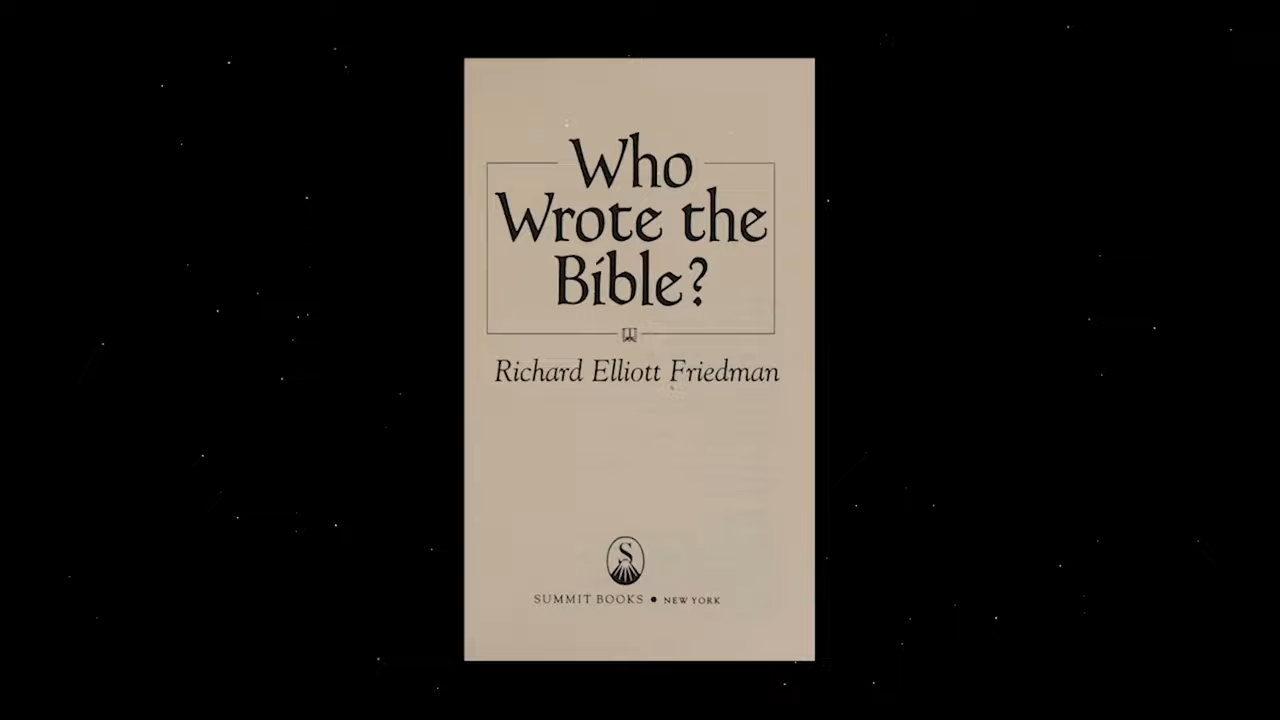 Who
Wrote the
Bible?
Richard Elliott Friedman
S
SUMMIT BOOKS • NEW YORK